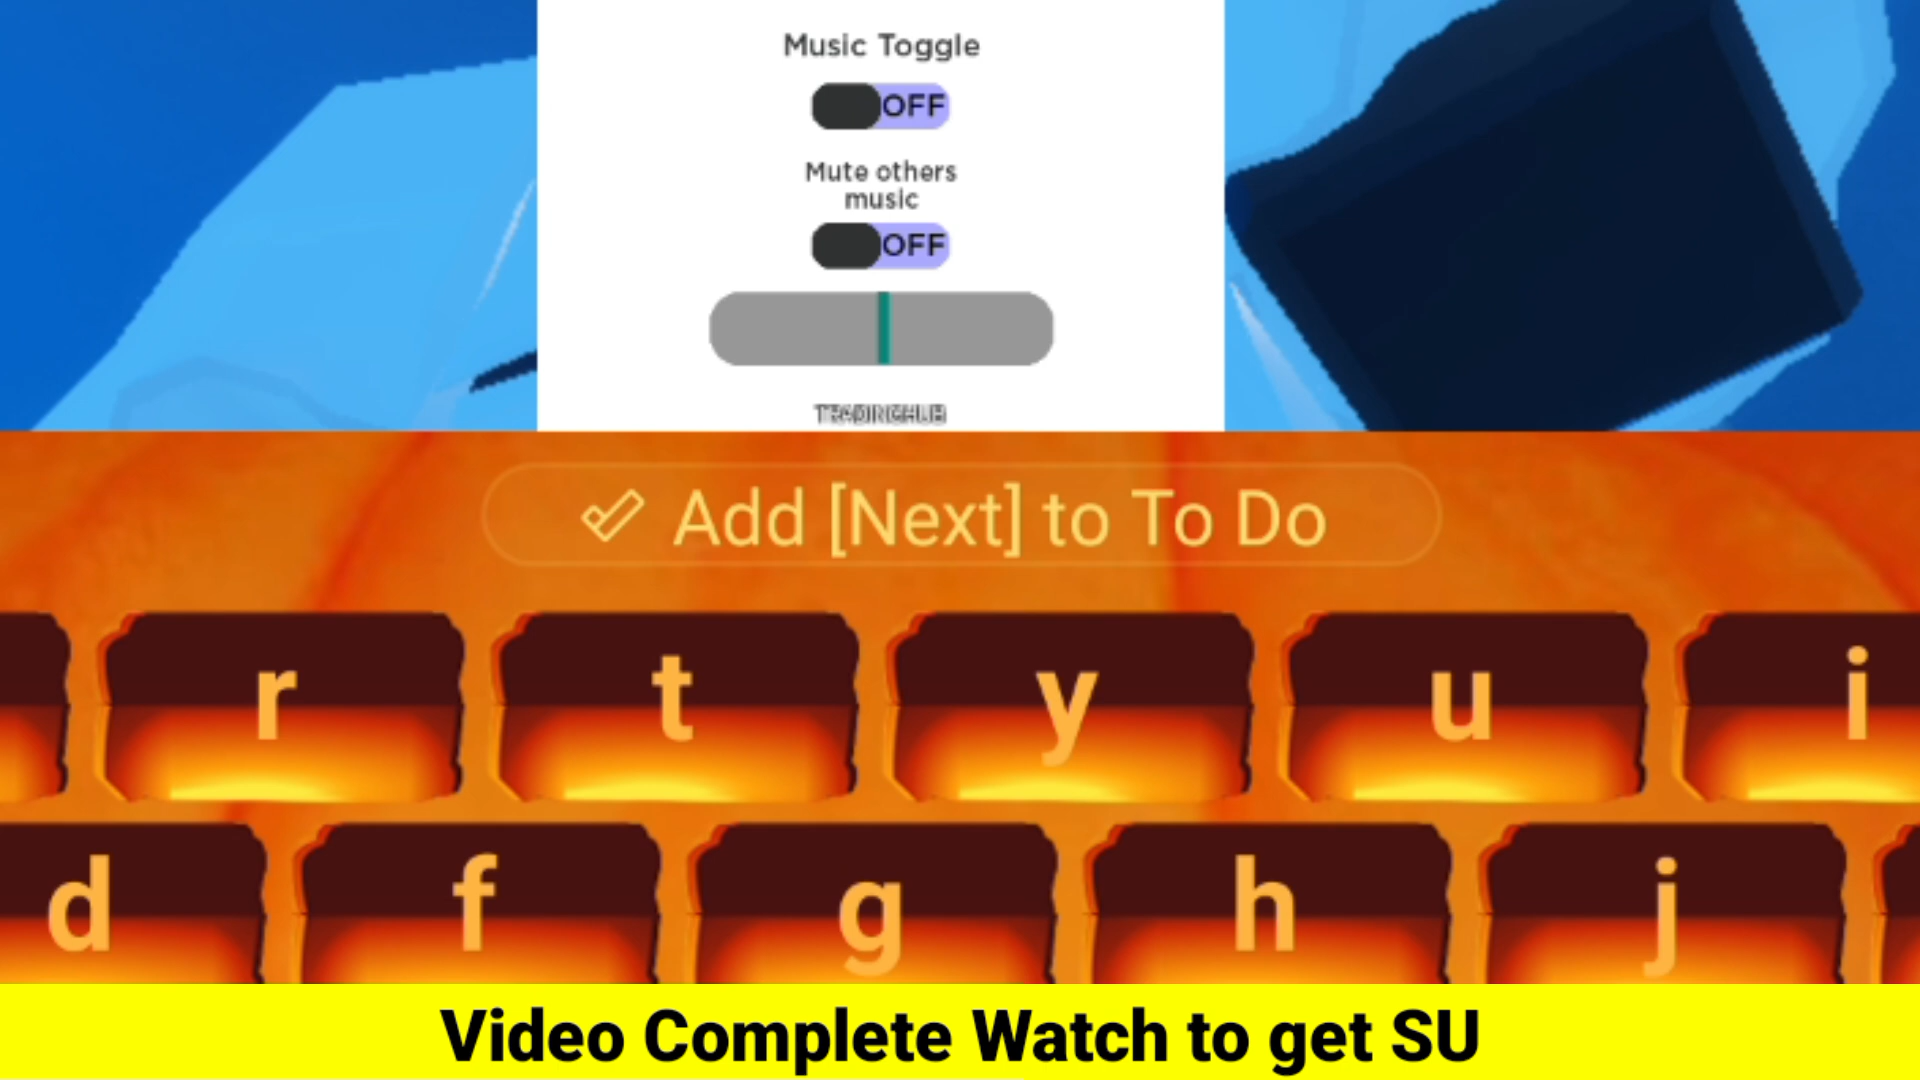 Music Toggle
OFF
Mute others
music
OFF
Add [Next] to To Do
r t y u i
d f g h j
Video Complete Watch to get SU